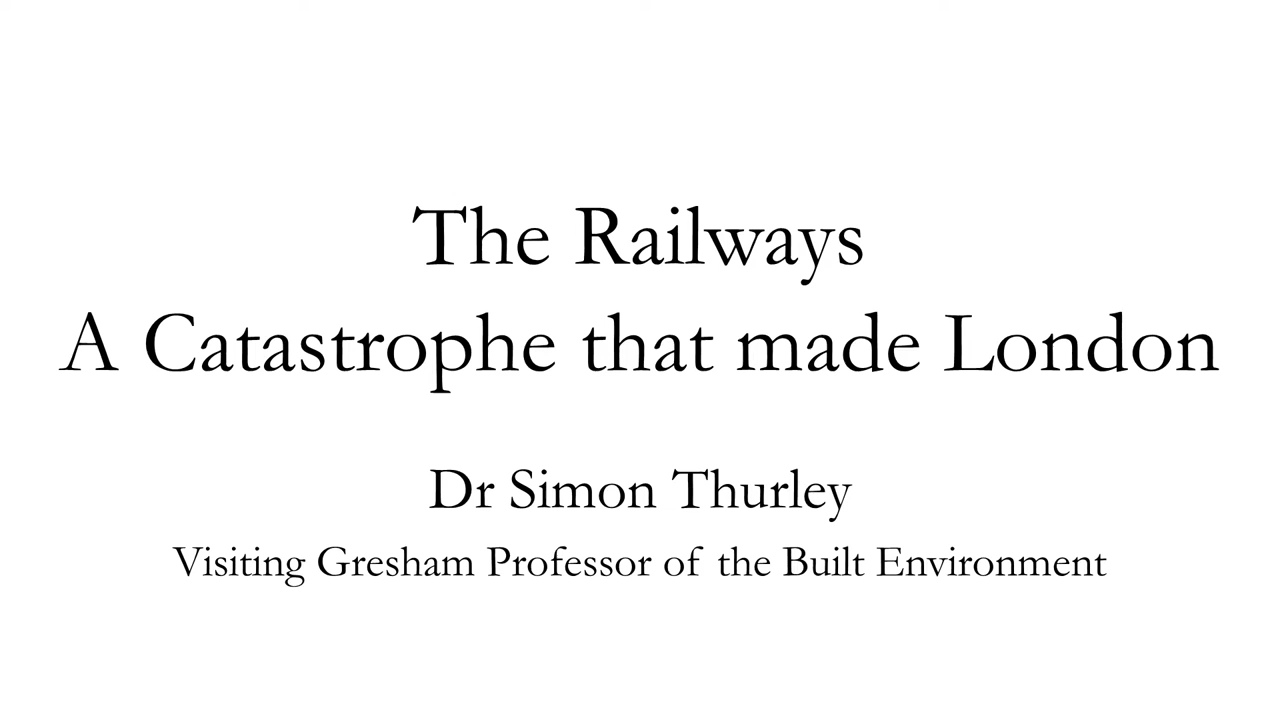 The Railways
A Catastrophe that made London
Dr Simon Thurley
Visiting Gresham Professor of the Built Environment